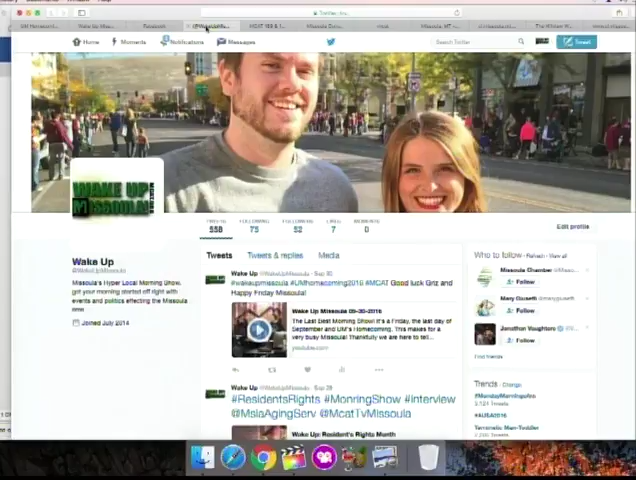 Home
Moments
Notifications
Messages
Search Twitter
Tweet
WAKE UP
MISSOULA!
TWEETS
558
FOLLOWING
75
FOLLOWERS
52
LIKES
7
0
Edit profile
Wake Up
@WakeUpMissoula
Missoula's Hyper Local Morning Show,
get your morning started off right with
events and politics effecting the Missoula
area
Joined July 2014
Tweets
Tweets & replies
Media
Wake Up @WakeUpMissoula · Sep 30
#wakeupmissoula #UMhomecoming2016 #MCAT Good luck Griz and
Happy Friday Missoula!
Wake Up Missoula 09-30-2016
The Last Best Morning Show! It's a Friday, the last day of
September and UM's Homecoming. This makes for a
very busy Missoula! Thankfully we are here to tell...
youtube.com
Wake Up @WakeUpMissoula · Sep 29
#ResidentsRights #MonringShow #Interview
@MslaAgingServ @McatTvMissoula
Wake Up: Resident's Rights Month
Who to follow · Refresh · View all
Missoula Chamber
Follow
Mary Giuseth
Follow
Jonathan Vaughters
Follow
Find friends
Trends · Change
#MondayMorning
#AUSA2016